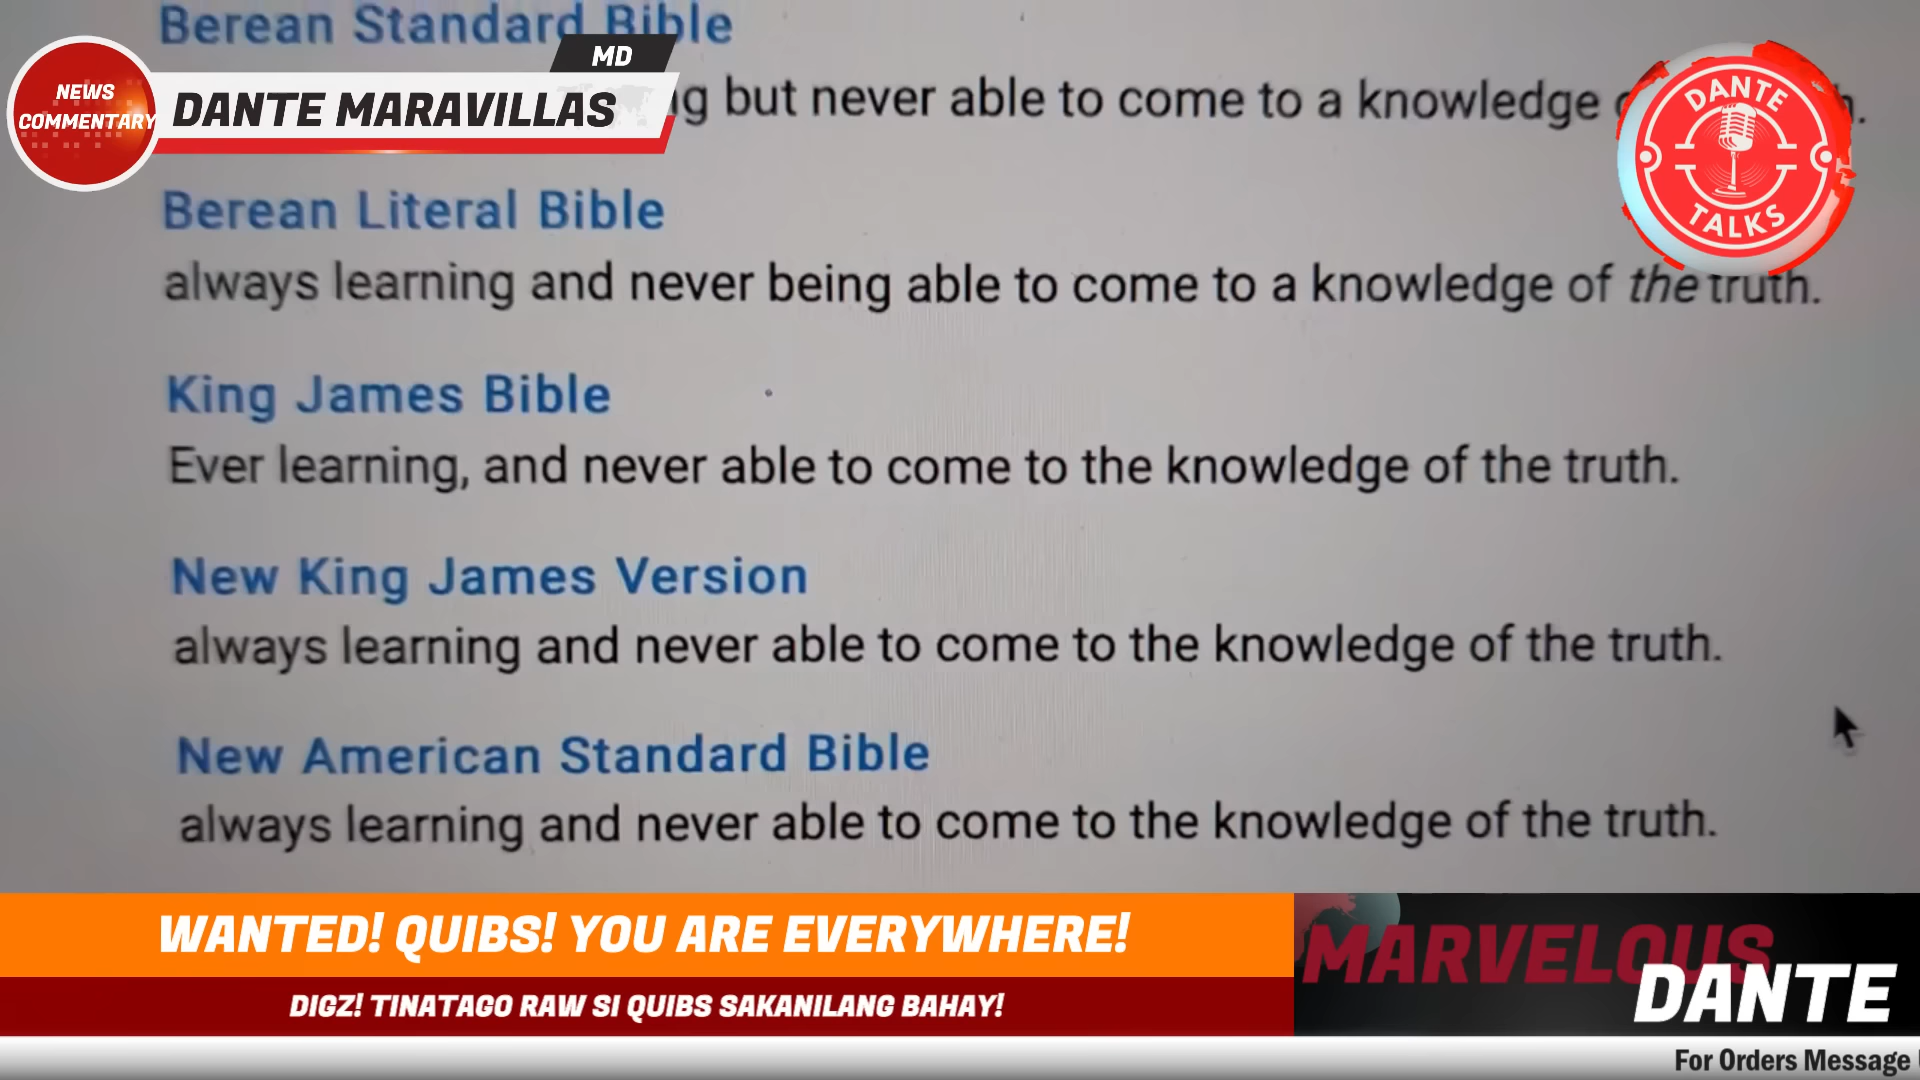 Berean Standard Bible
MD
NEWS
COMMENTARY
DANTE MARAVILLAS
but never able to come to a knowledge
DANTE
TALKS
Berean Literal Bible
always learning and never being able to come to a knowledge of the truth.
King James Bible
Ever learning, and never able to come to the knowledge of the truth.
New King James Version
always learning and never able to come to the knowledge of the truth.
New American Standard Bible
always learning and never able to come to the knowledge of the truth.
WANTED! QUIBS! YOU ARE EVERYWHERE!
DIGZ! TINATAGO RAW SI QUIBS SAKANILANG BAHAY!
MARVELOUS
DANTE
For Orders Message